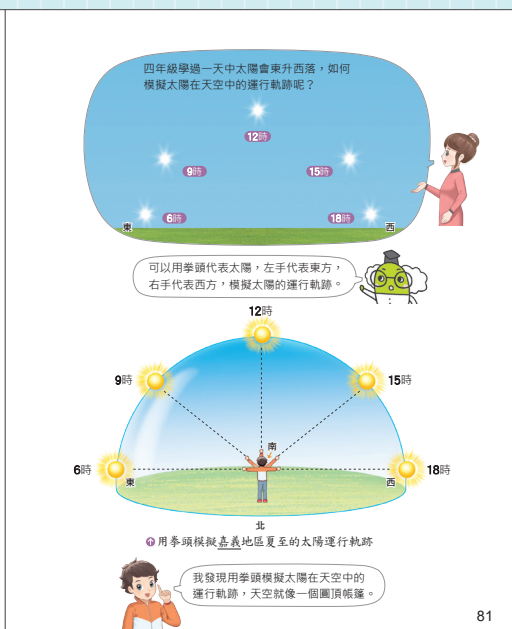 四年級學過一天中太陽會東升西落，如何
模擬太陽在天空中的運行軌跡呢？
12時
9時
15時
6時
18時
東
西
可以用拳頭代表太陽，左手代表東方，
右手代表西方，模擬太陽的運行軌跡。
12時
9時
15時
南
6時
18時
東
西
北
用拳頭模擬嘉義地區夏至的太陽運行軌跡
我發現用拳頭模擬太陽在天空中的
運行軌跡，天空就像一個圓頂帳篷。
81